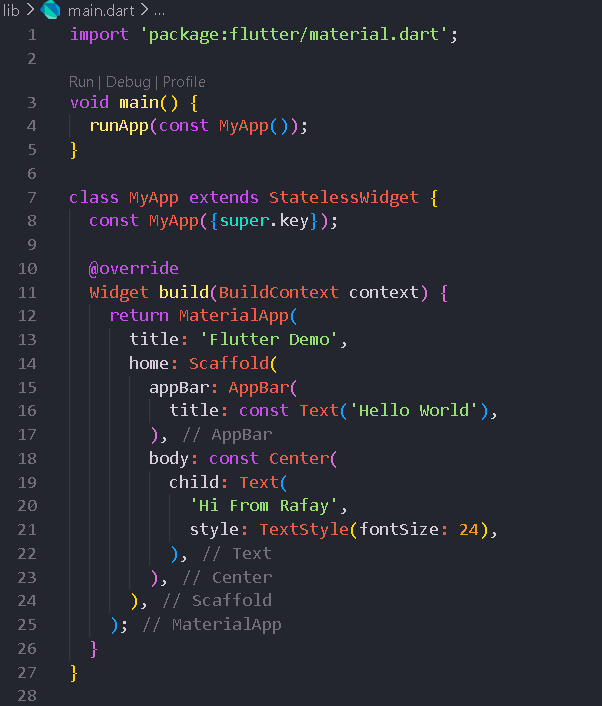 lib > main.dart > ...
1 import 'package:flutter/material.dart';
2
Run | Debug | Profile
3 void main() {
4   runApp(const MyApp());
5 }
6
7 class MyApp extends StatelessWidget {
8   const MyApp({super.key});
9
10   @override
11   Widget build(BuildContext context) {
12     return MaterialApp(
13       title: 'Flutter Demo',
14       home: Scaffold(
15         appBar: AppBar(
16           title: const Text('Hello World'),
17         ), // AppBar
18         body: const Center(
19           child: Text(
20             'Hi From Rafay',
21             style: TextStyle(fontSize: 24),
22           ), // Text
23         ), // Center
24       ), // Scaffold
25     ); // MaterialApp
26   }
27 }
28